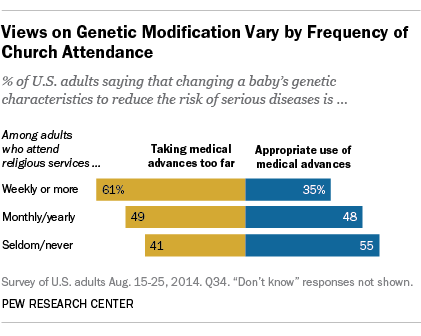 Views on Genetic Modification Vary by Frequency of
Church Attendance
% of U.S. adults saying that changing a baby's genetic
characteristics to reduce the risk of serious diseases is ...
Among adults
who attend
religious services ...
Taking medical
advances too far
Appropriate use of
medical advances
Weekly or more 61% 35%
Monthly/yearly 49 48
Seldom/never 41 55
Survey of U.S. adults Aug. 15-25, 2014. Q34. "Don't know" responses not shown.
PEW RESEARCH CENTER